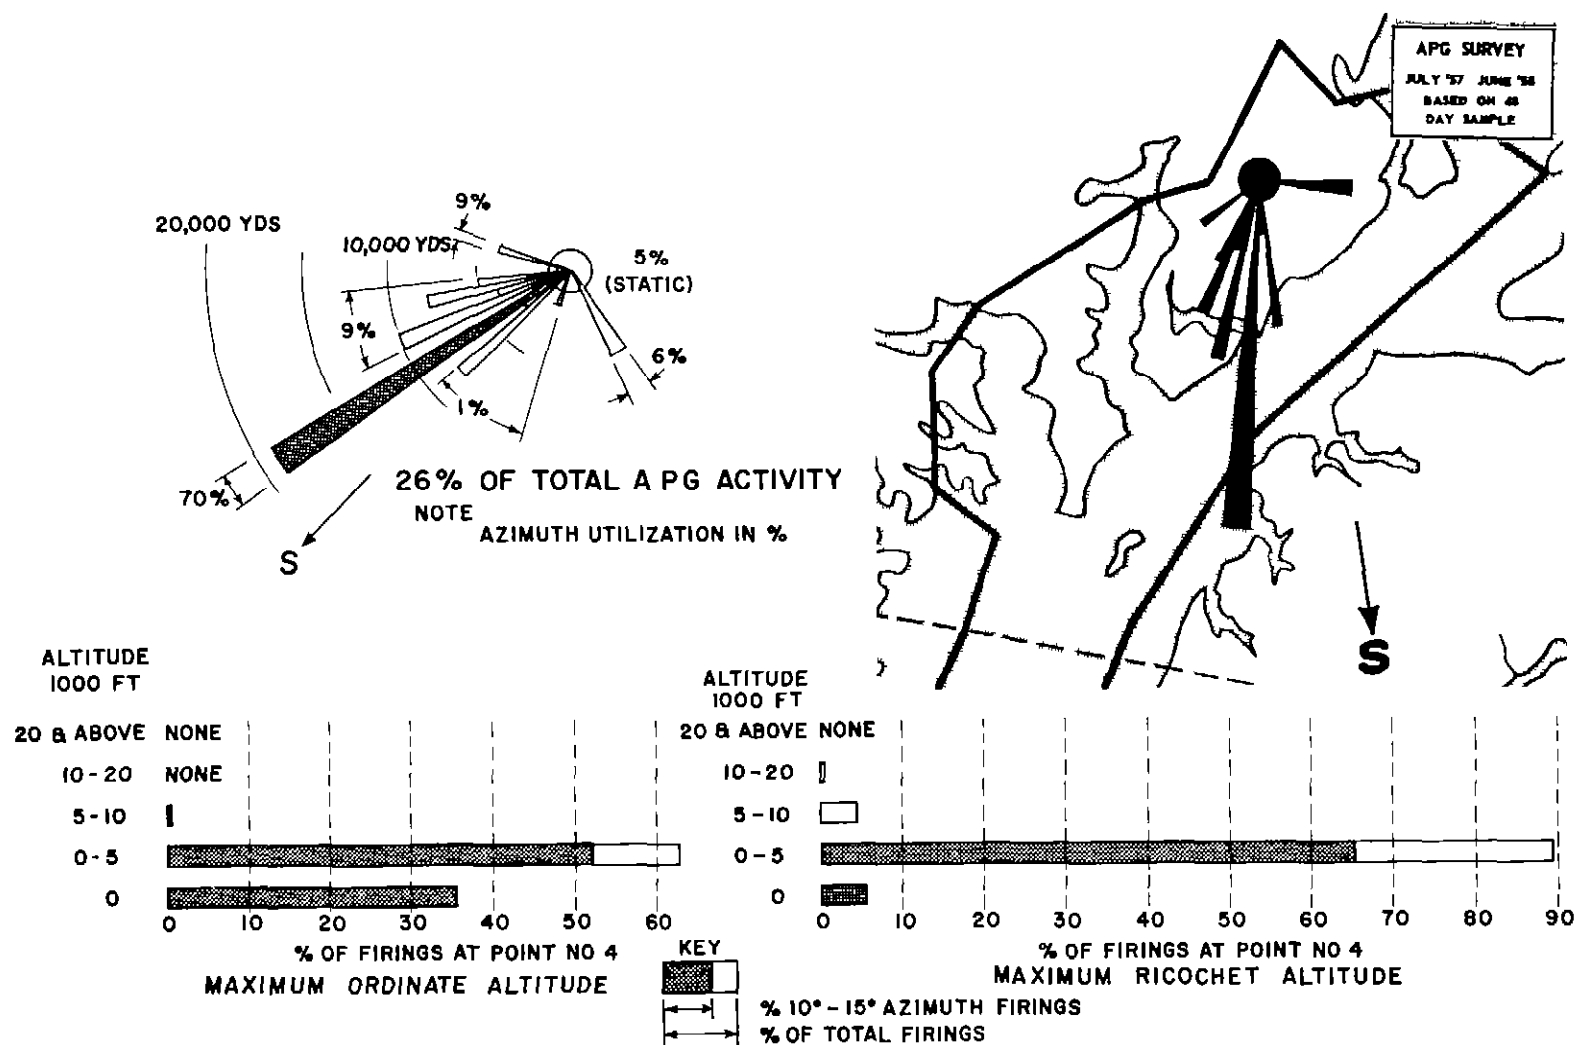 APG SURVEY
JULY '57 JUNE '58
BASED ON 48
DAY SAMPLE
9%
20,000 YDS
10,000 YDS
5%
(STATIC)
9%
6%
1%
70%
26% OF TOTAL APG ACTIVITY
NOTE
AZIMUTH UTILIZATION IN %
S
S
ALTITUDE
1000 FT
20 & ABOVE NONE
10-20 NONE
5-10
0-5
0
0 10 20 30 40 50 60
% OF FIRINGS AT POINT NO 4
MAXIMUM ORDINATE ALTITUDE
ALTITUDE
1000 FT
20 & ABOVE NONE
10-20
5-10
0-5
0
0 10 20 30 40 50 60 70 80 90
% OF FIRINGS AT POINT NO 4
MAXIMUM RICOCHET ALTITUDE
KEY
% 10°-15° AZIMUTH FIRINGS
% OF TOTAL FIRINGS